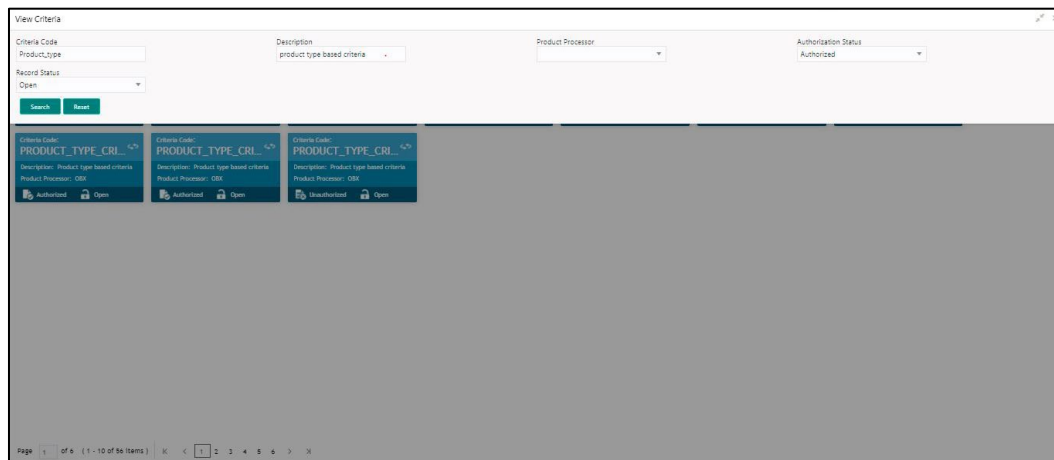 View Criteria
Criteria Code Description Product Processor Authorization Status
Product_type product type based criteria Authorized
Record Status
Open
Search Reset
Criteria Code: Criteria Code: Criteria Code:
PRODUCT_TYPE_CRI... PRODUCT_TYPE_CRI... PRODUCT_TYPE_CRI...
Description: Product type based criteria Description: Product type based criteria Description: Product type based criteria
Product Processor: OBX Product Processor: OBX Product Processor: OBX
Authorized Open Authorized Open Unauthorized Open
Page 1 of 6 (1 - 10 of 56 items) K < 1 2 3 4 5 6 > X